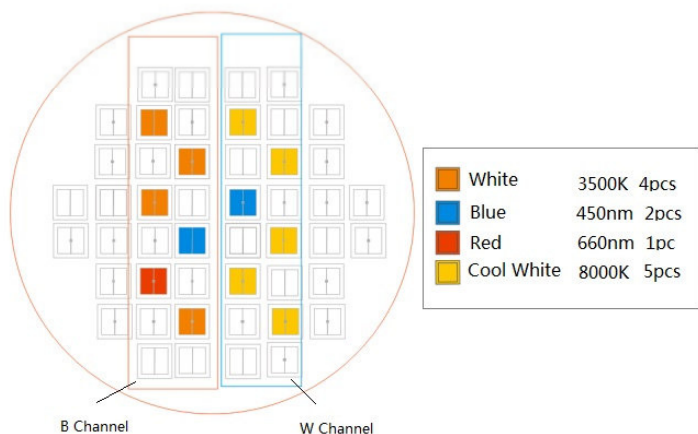 White 3500K 4pcs
Blue 450nm 2pcs
Red 660nm 1pc
Cool White 8000K 5pcs
B Channel
W Channel